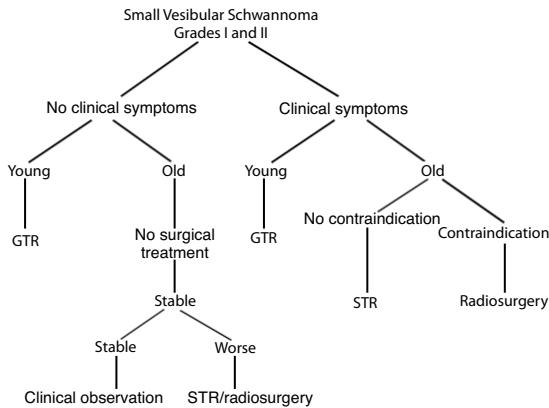 Small Vesibular Schwannoma
Grades I and II
No clinical symptoms
Clinical symptoms
Young
Old
Young
Old
GTR
No surgical
treatment
GTR
No contraindication
Contraindication
Stable
STR
Radiosurgery
Stable
Worse
Clinical observation
STR/radiosurgery